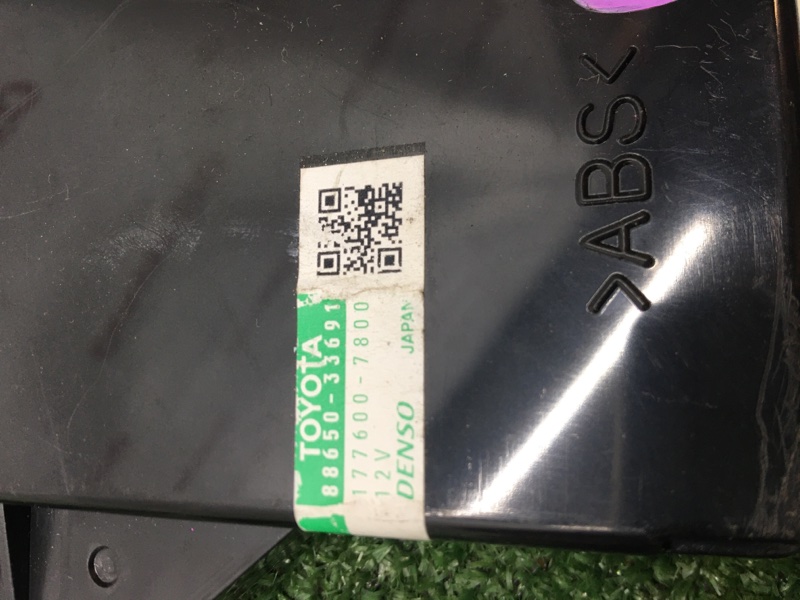 TOYOTA
88650-33691
177600-7800
12V
DENSO JAPAN
>ABS<